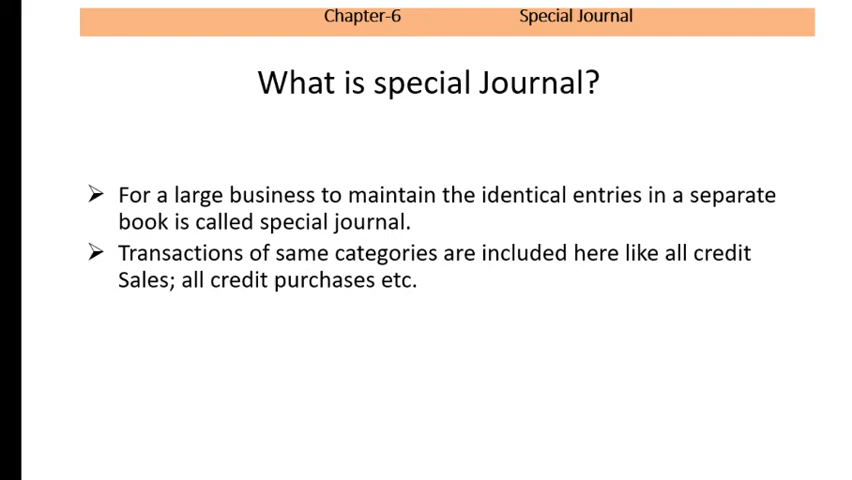 Chapter-6 Special Journal
What is special Journal?
➢ For a large business to maintain the identical entries in a separate
book is called special journal.
➢ Transactions of same categories are included here like all credit
Sales; all credit purchases etc.